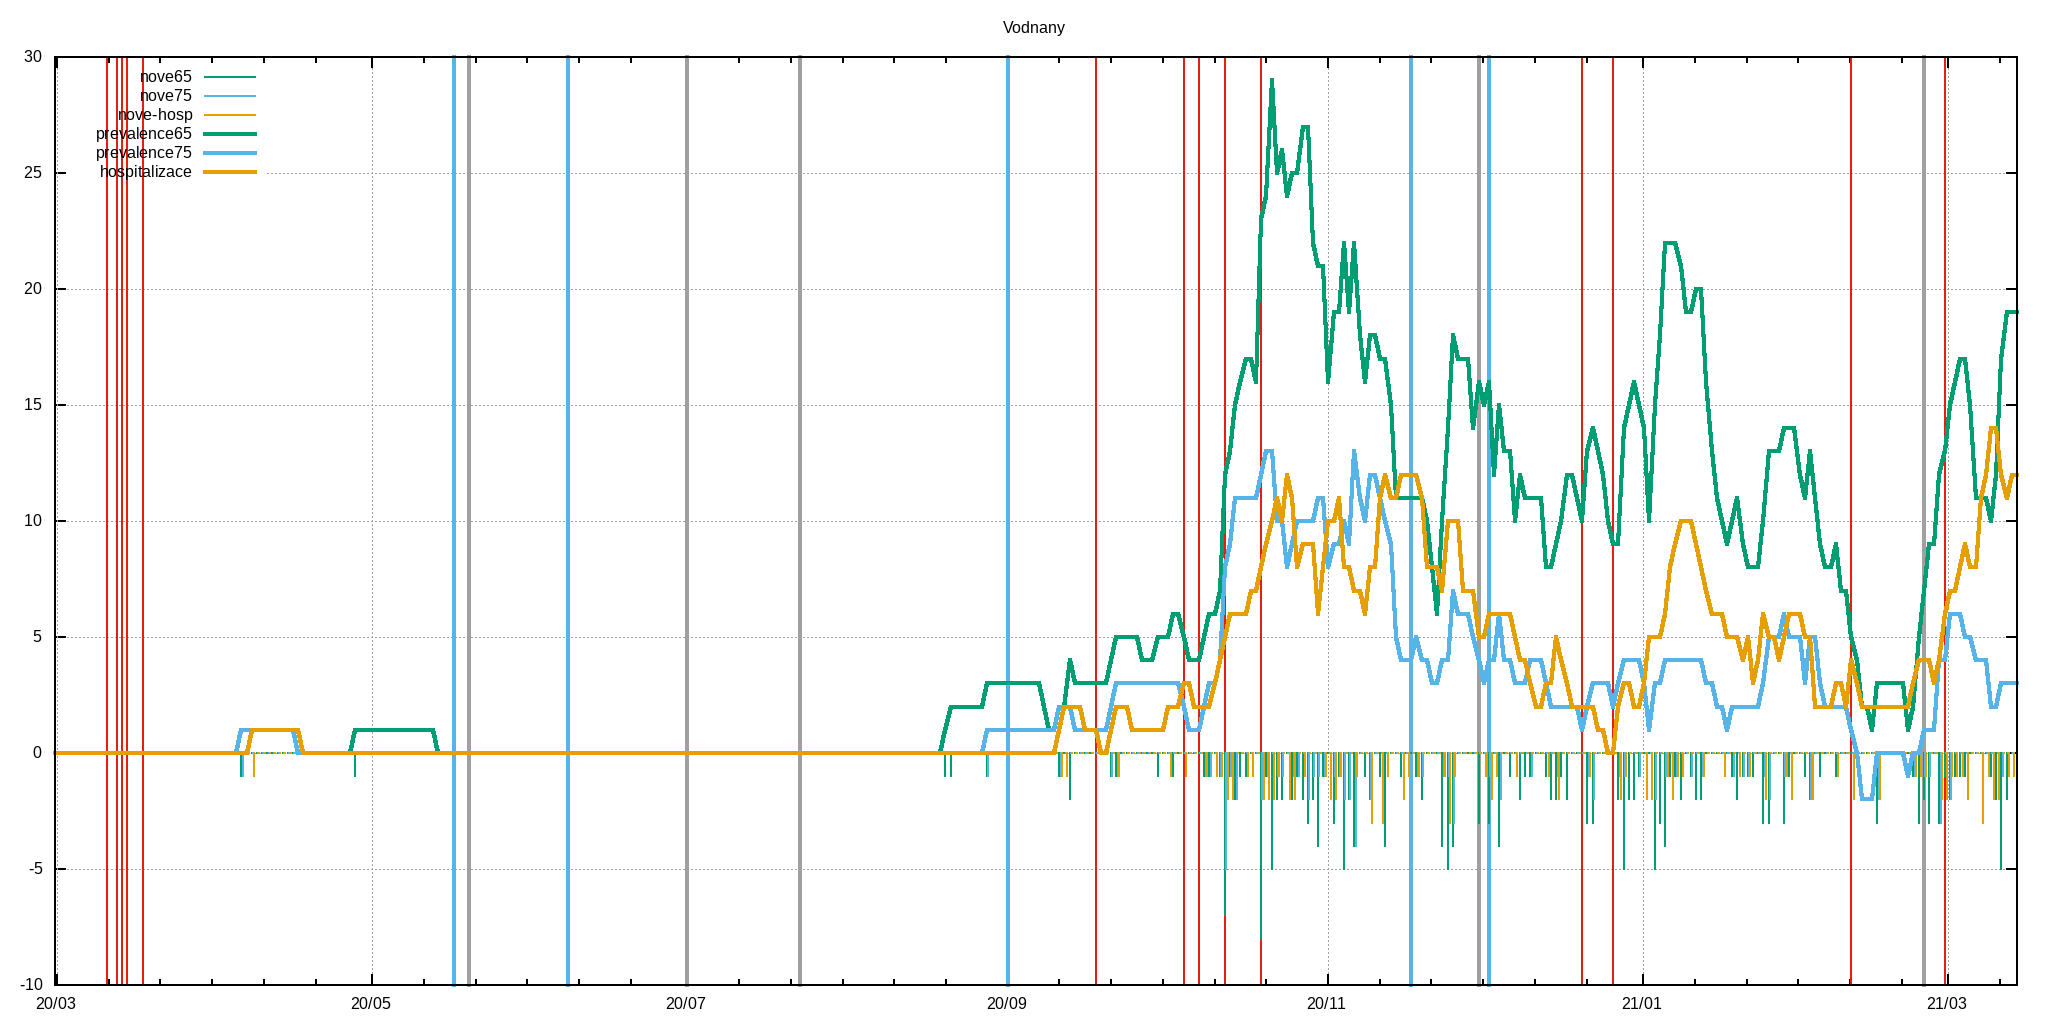 Vodnany
30
nove65
nove75
nove-hosp
prevalence65
prevalence75
hospitalizace
25
20
15
10
5
0
-5
-10
20/03 20/05 20/07 20/09 20/11 21/01 21/03